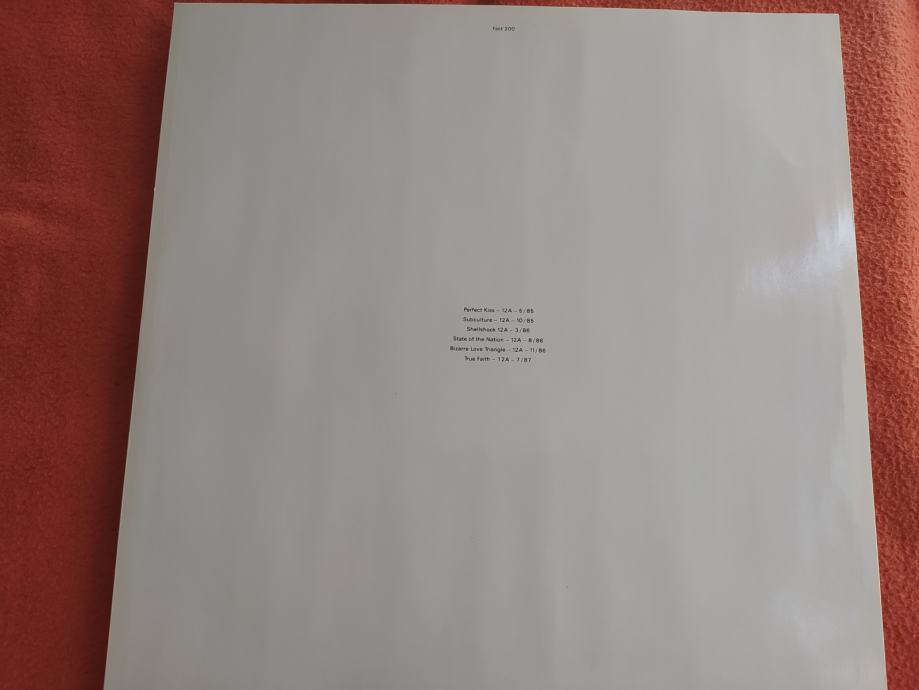 Fact 200
Perfect Kiss – 12A – 5/85
Subculture – 12A – 10/85
Shellshock 12A – 3/86
State of the Nation – 12A – 8/86
Bizarre Love Triangle – 12A – 11/86
True Faith – 12A – 7/87